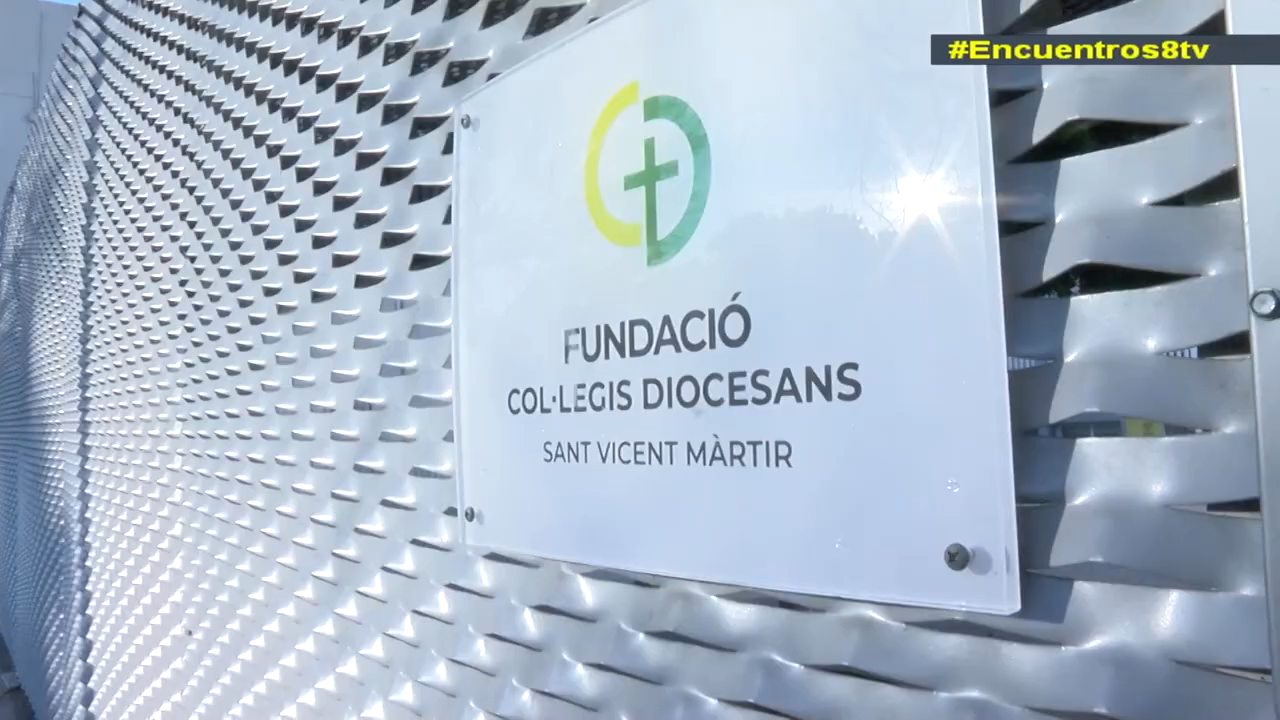 #Encuentros8tv
FUNDACIÓ
COL·LEGIS DIOCESANS
SANT VICENT MÀRTIR